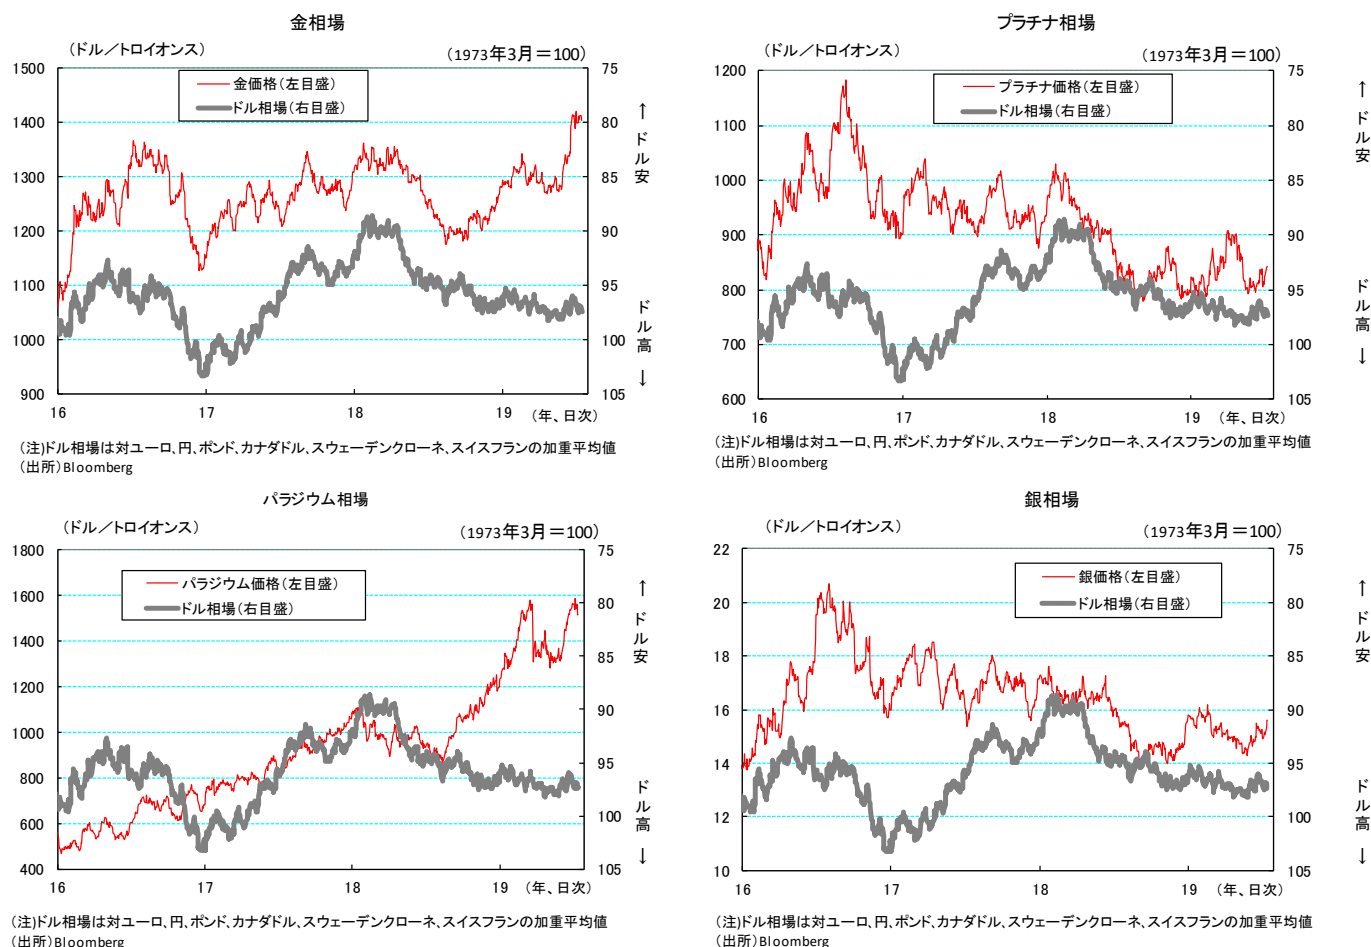 金相場
(ドル/トロイオンス)
(1973年3月=100)
金価格(左目盛)
ドル相場(右目盛)
1500
1400
1300
1200
1100
1000
900
75
80
85
90
95
100
105
↑ドル安
ドル高↓
16
17
18
19
(年、日次)
(注)ドル相場は対ユーロ、円、ポンド、カナダドル、スウェーデンクローネ、スイスフランの加重平均値
(出所)Bloomberg
プラチナ相場
(ドル/トロイオンス)
(1973年3月=100)
プラチナ価格(左目盛)
ドル相場(右目盛)
1200
1100
1000
900
800
700
600
75
80
85
90
95
100
105
↑ドル安
ドル高↓
16
17
18
19
(年、日次)
(注)ドル相場は対ユーロ、円、ポンド、カナダドル、スウェーデンクローネ、スイスフランの加重平均値
(出所)Bloomberg
パラジウム相場
(ドル/トロイオンス)
(1973年3月=100)
パラジウム価格(左目盛)
ドル相場(右目盛)
1800
1600
1400
1200
1000
800
600
400
75
80
85
90
95
100
105
↑ドル安
ドル高↓
16
17
18
19
(年、日次)
(注)ドル相場は対ユーロ、円、ポンド、カナダドル、スウェーデンクローネ、スイスフランの加重平均値
(出所)Bloomberg
銀相場
(ドル/トロイオンス)
(1973年3月=100)
銀価格(左目盛)
ドル相場(右目盛)
22
20
18
16
14
12
10
75
80
85
90
95
100
105
↑ドル安
ドル高↓
16
17
18
19
(年、日次)
(注)ドル相場は対ユーロ、円、ポンド、カナダドル、スウェーデンクローネ、スイスフランの加重平均値
(出所)Bloomberg